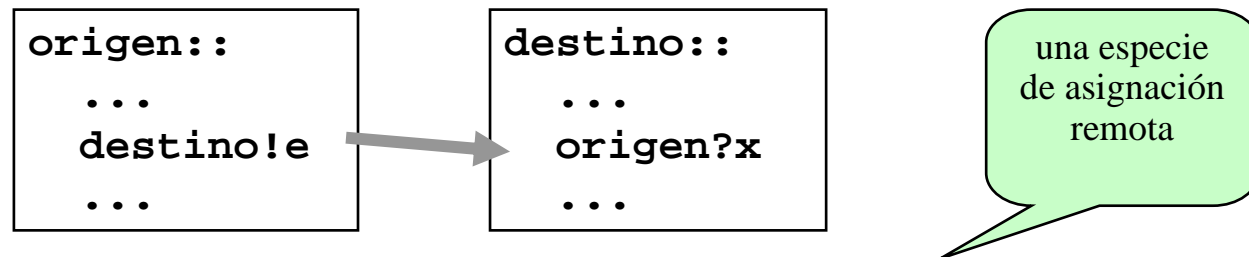 origen::
...
destino!e
...
destino::
...
origen?x
...
una especie
de asignación
remota